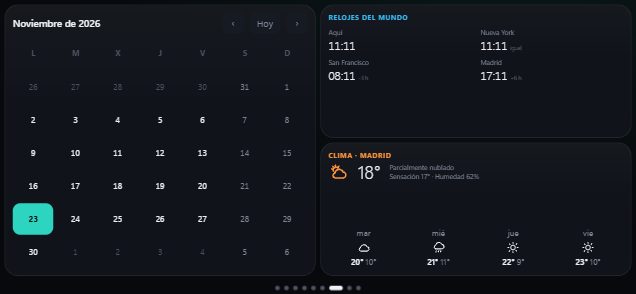 Noviembre de 2026
‹ Hoy ›
L M X J V S D
26 27 28 29 30 31 1
2 3 4 5 6 7 8
9 10 11 12 13 14 15
16 17 18 19 20 21 22
23 24 25 26 27 28 29
30 1 2 3 4 5 6
RELOJES DEL MUNDO
Aquí Nueva York
11:11 11:11 igual
San Francisco Madrid
08:11 -3 h 17:11 +6 h
CLIMA · MADRID
18° Parcialmente nublado
Sensación 17° · Humedad 62%
mar mié jue vie
20° 10° 21° 11° 22° 9° 23° 10°